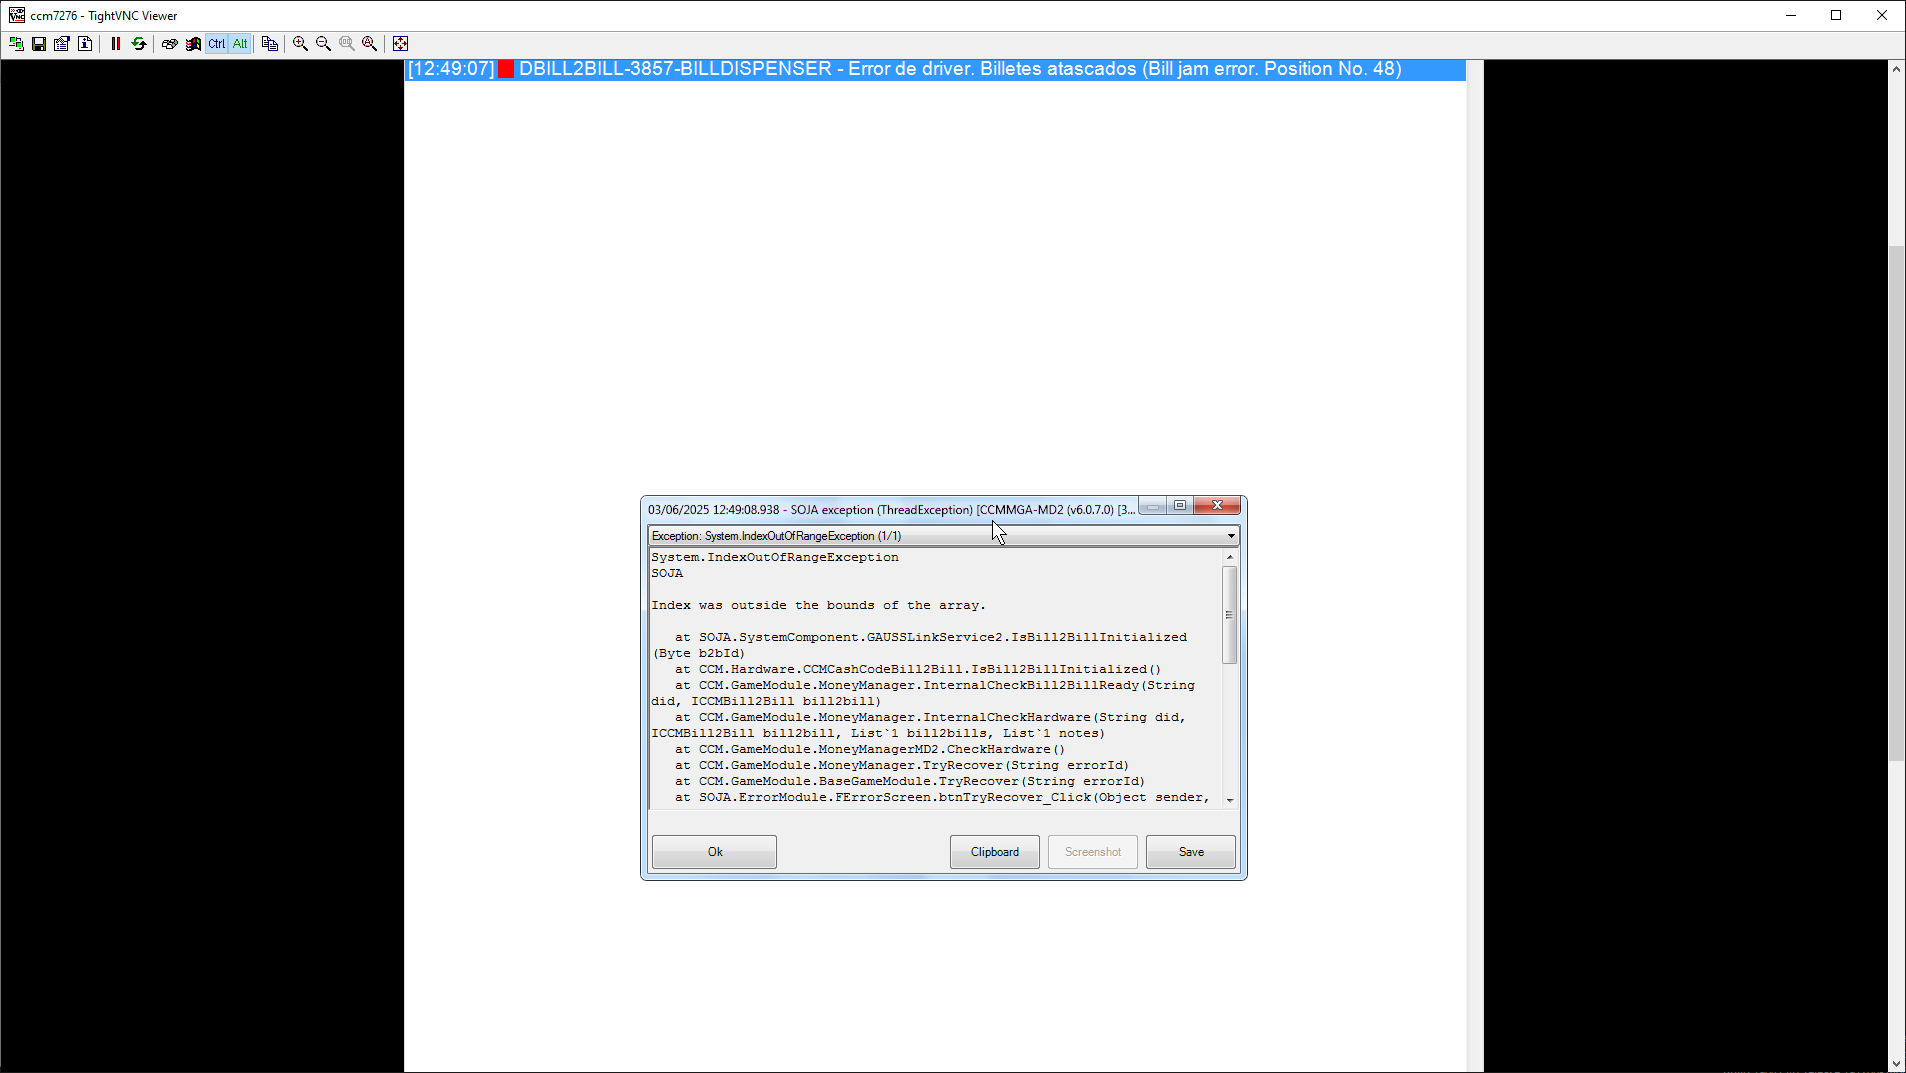 ccm7276 - TightVNC Viewer
Ctrl Alt
[12:49:07] DBILL2BILL-3857-BILLDISPENSER - Error de driver. Billetes atascados (Bill jam error. Position No. 48)
03/06/2025 12:49:08.938 - SOJA exception (ThreadException) [CCMMGA-MD2 (v6.0.7.0) [3...
Exception: System.IndexOutOfRangeException (1/1)
System.IndexOutOfRangeException
SOJA
Index was outside the bounds of the array.
at SOJA.SystemComponent.GAUSSLinkService2.IsBill2BillInitialized
(Byte b2bId)
at CCM.Hardware.CCMCashCodeBill2Bill.IsBill2BillInitialized()
at CCM.GameModule.MoneyManager.InternalCheckBill2BillReady(String
did, ICCMBill2Bill bill2bill)
at CCM.GameModule.MoneyManager.InternalCheckHardware(String did,
ICCMBill2Bill bill2bill, List`1 bill2bills, List`1 notes)
at CCM.GameModule.MoneyManagerMD2.CheckHardware()
at CCM.GameModule.MoneyManager.TryRecover(String errorId)
at CCM.GameModule.BaseGameModule.TryRecover(String errorId)
at SOJA.ErrorModule.FErrorScreen.btnTryRecover_Click(Object sender,
Ok Clipboard Screenshot Save